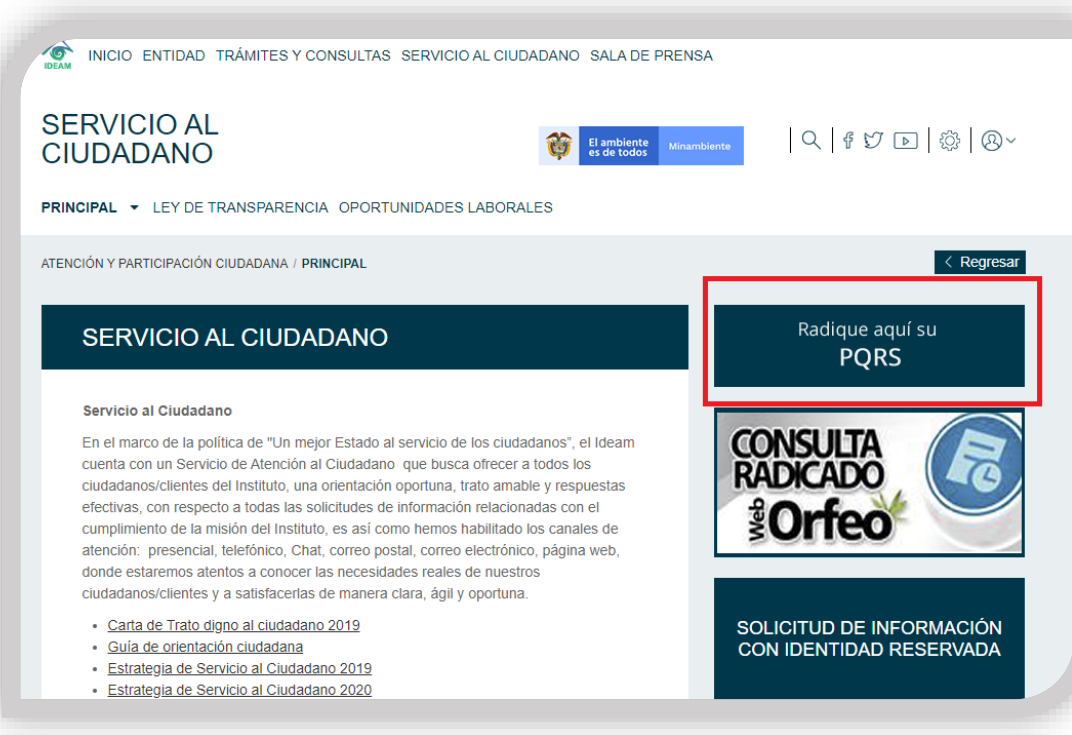 IDEAM
INICIO ENTIDAD TRÁMITES Y CONSULTAS SERVICIO AL CIUDADANO SALA DE PRENSA
SERVICIO AL
CIUDADANO
El ambiente
es de todos
Minambiente
PRINCIPAL LEY DE TRANSPARENCIA OPORTUNIDADES LABORALES
ATENCIÓN Y PARTICIPACIÓN CIUDADANA / PRINCIPAL
< Regresar
SERVICIO AL CIUDADANO
Servicio al Ciudadano
En el marco de la política de "Un mejor Estado al servicio de los ciudadanos", el Ideam
cuenta con un Servicio de Atención al Ciudadano que busca ofrecer a todos los
ciudadanos/clientes del Instituto, una orientación oportuna, trato amable y respuestas
efectivas, con respecto a todas las solicitudes de información relacionadas con el
cumplimiento de la misión del Instituto, es así como hemos habilitado los canales de
atención: presencial, telefónico, Chat, correo postal, correo electrónico, página web,
donde estaremos atentos a conocer las necesidades reales de nuestros
ciudadanos/clientes y a satisfacerlas de manera clara, ágil y oportuna.
• Carta de Trato digno al ciudadano 2019
• Guía de orientación ciudadana
• Estrategia de Servicio al Ciudadano 2019
• Estrategia de Servicio al Ciudadano 2020
Radique aquí su
PQRS
CONSULTA
RADICADO
Web
Orfeo
SOLICITUD DE INFORMACIÓN
CON IDENTIDAD RESERVADA